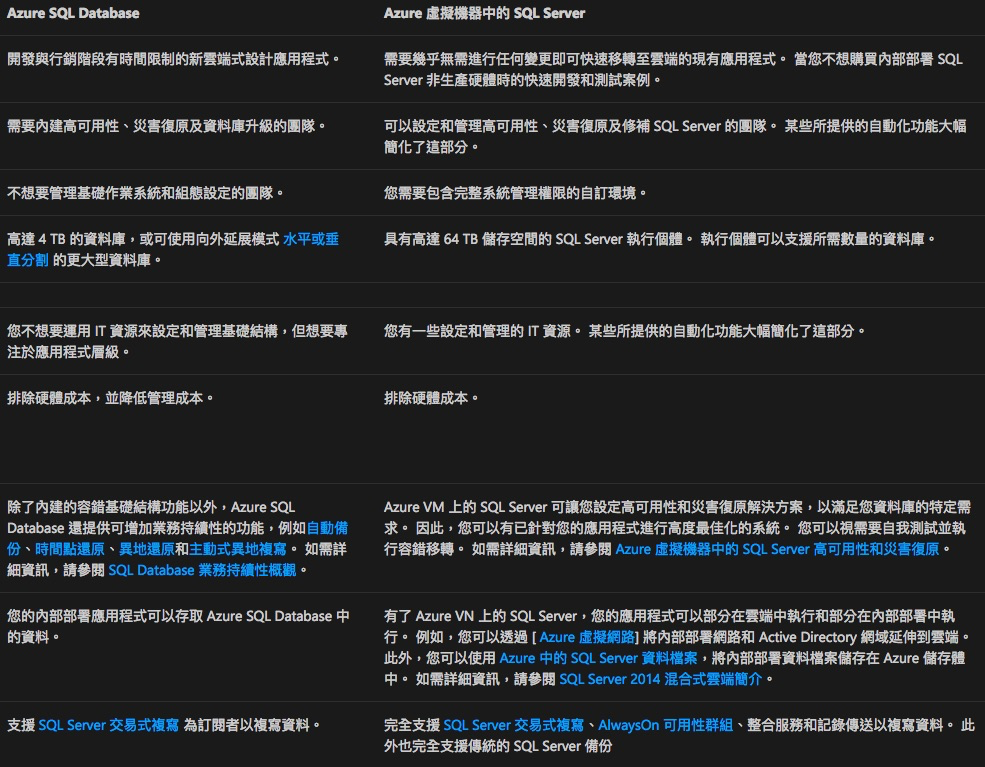 Azure SQL Database
Azure 虛擬機器中的 SQL Server
開發與行銷階段有時間限制的新雲端式設計應用程式。
需要幾乎無需進行任何變更即可快速移轉至雲端的現有應用程式。 當您不想購買內部部署 SQL
Server 非生產硬體時的快速開發和測試案例。
需要內建高可用性、災害復原及資料庫升級的團隊。
可以設定和管理高可用性、災害復原及修補 SQL Server 的團隊。 某些所提供的自動化功能大幅
簡化了這部分。
不想要管理基礎作業系統和組態設定的團隊。
您需要包含完整系統管理權限的自訂環境。
高達 4 TB 的資料庫，或可使用向外延展模式 水平或垂
直分割 的更大型資料庫。
具有高達 64 TB 儲存空間的 SQL Server 執行個體。 執行個體可以支援所需數量的資料庫。
您不想要運用 IT 資源來設定和管理基礎結構，但想要專
注於應用程式層級。
您有一些設定和管理的 IT 資源。 某些所提供的自動化功能大幅簡化了這部分。
排除硬體成本，並降低管理成本。
排除硬體成本。
除了內建的容錯基礎結構功能以外，Azure SQL
Database 還提供可增加業務持續性的功能，例如自動備
份、時間點還原、異地還原和主動式異地複寫。 如需詳
細資訊，請參閱 SQL Database 業務持續性概觀。
Azure VM 上的 SQL Server 可讓您設定高可用性和災害復原解決方案，以滿足您資料庫的特定需
求。 因此，您可以有已針對您的應用程式進行高度最佳化的系統。 您可以視需要自我測試並執
行容錯移轉。 如需詳細資訊，請參閱 Azure 虛擬機器中的 SQL Server 高可用性和災害復原。
您的內部部署應用程式可以存取 Azure SQL Database 中
的資料。
有了 Azure VN 上的 SQL Server，您的應用程式可以部分在雲端中執行和部分在內部部署中執
行。 例如，您可以透過 [ Azure 虛擬網路] 將內部部署網路和 Active Directory 網域延伸到雲端。
此外，您可以使用 Azure 中的 SQL Server 資料檔案，將內部部署資料檔案儲存在 Azure 儲存體
中。 如需詳細資訊，請參閱 SQL Server 2014 混合式雲端簡介。
支援 SQL Server 交易式複寫 為訂閱者以複寫資料。
完全支援 SQL Server 交易式複寫、AlwaysOn 可用性群組、整合服務和記錄傳送以複寫資料。 此
外也完全支援傳統的 SQL Server 備份